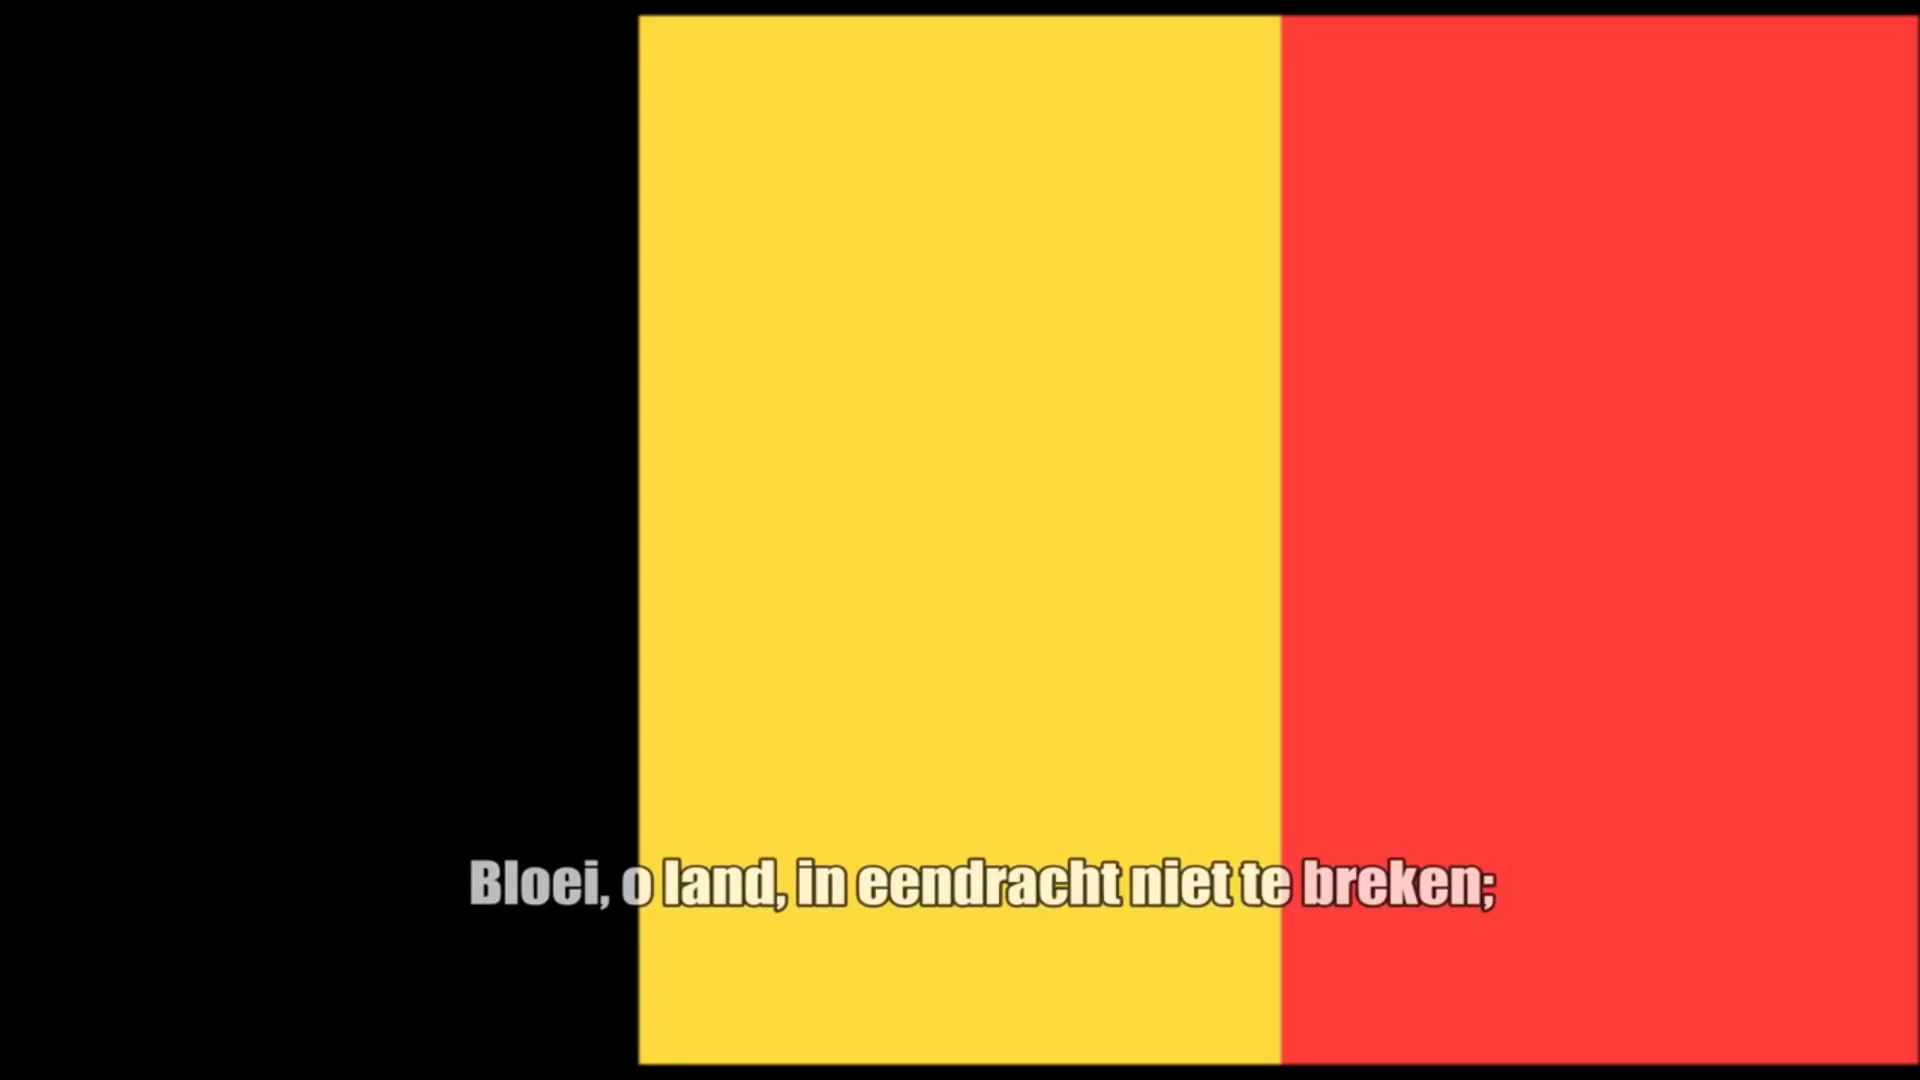 Bloei, o land, in eendracht niet te breken;